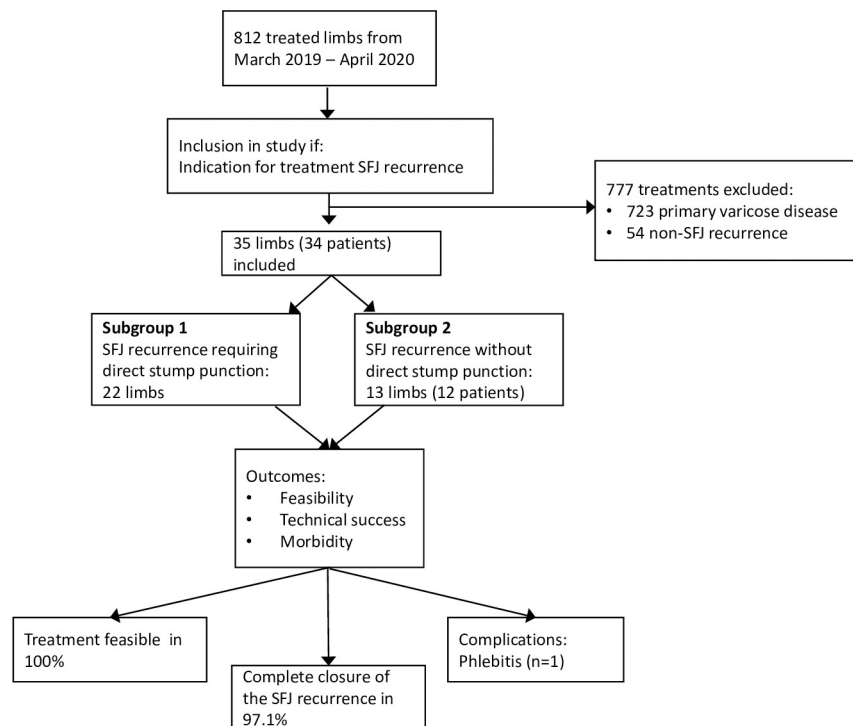 812 treated limbs from
March 2019 – April 2020
Inclusion in study if:
Indication for treatment SFJ recurrence
777 treatments excluded:
• 723 primary varicose disease
• 54 non-SFJ recurrence
35 limbs (34 patients)
included
Subgroup 1
SFJ recurrence requiring
direct stump punction:
22 limbs
Subgroup 2
SFJ recurrence without
direct stump punction:
13 limbs (12 patients)
Outcomes:
• Feasibility
• Technical success
• Morbidity
Treatment feasible in
100%
Complete closure of
the SFJ recurrence in
97.1%
Complications:
Phlebitis (n=1)